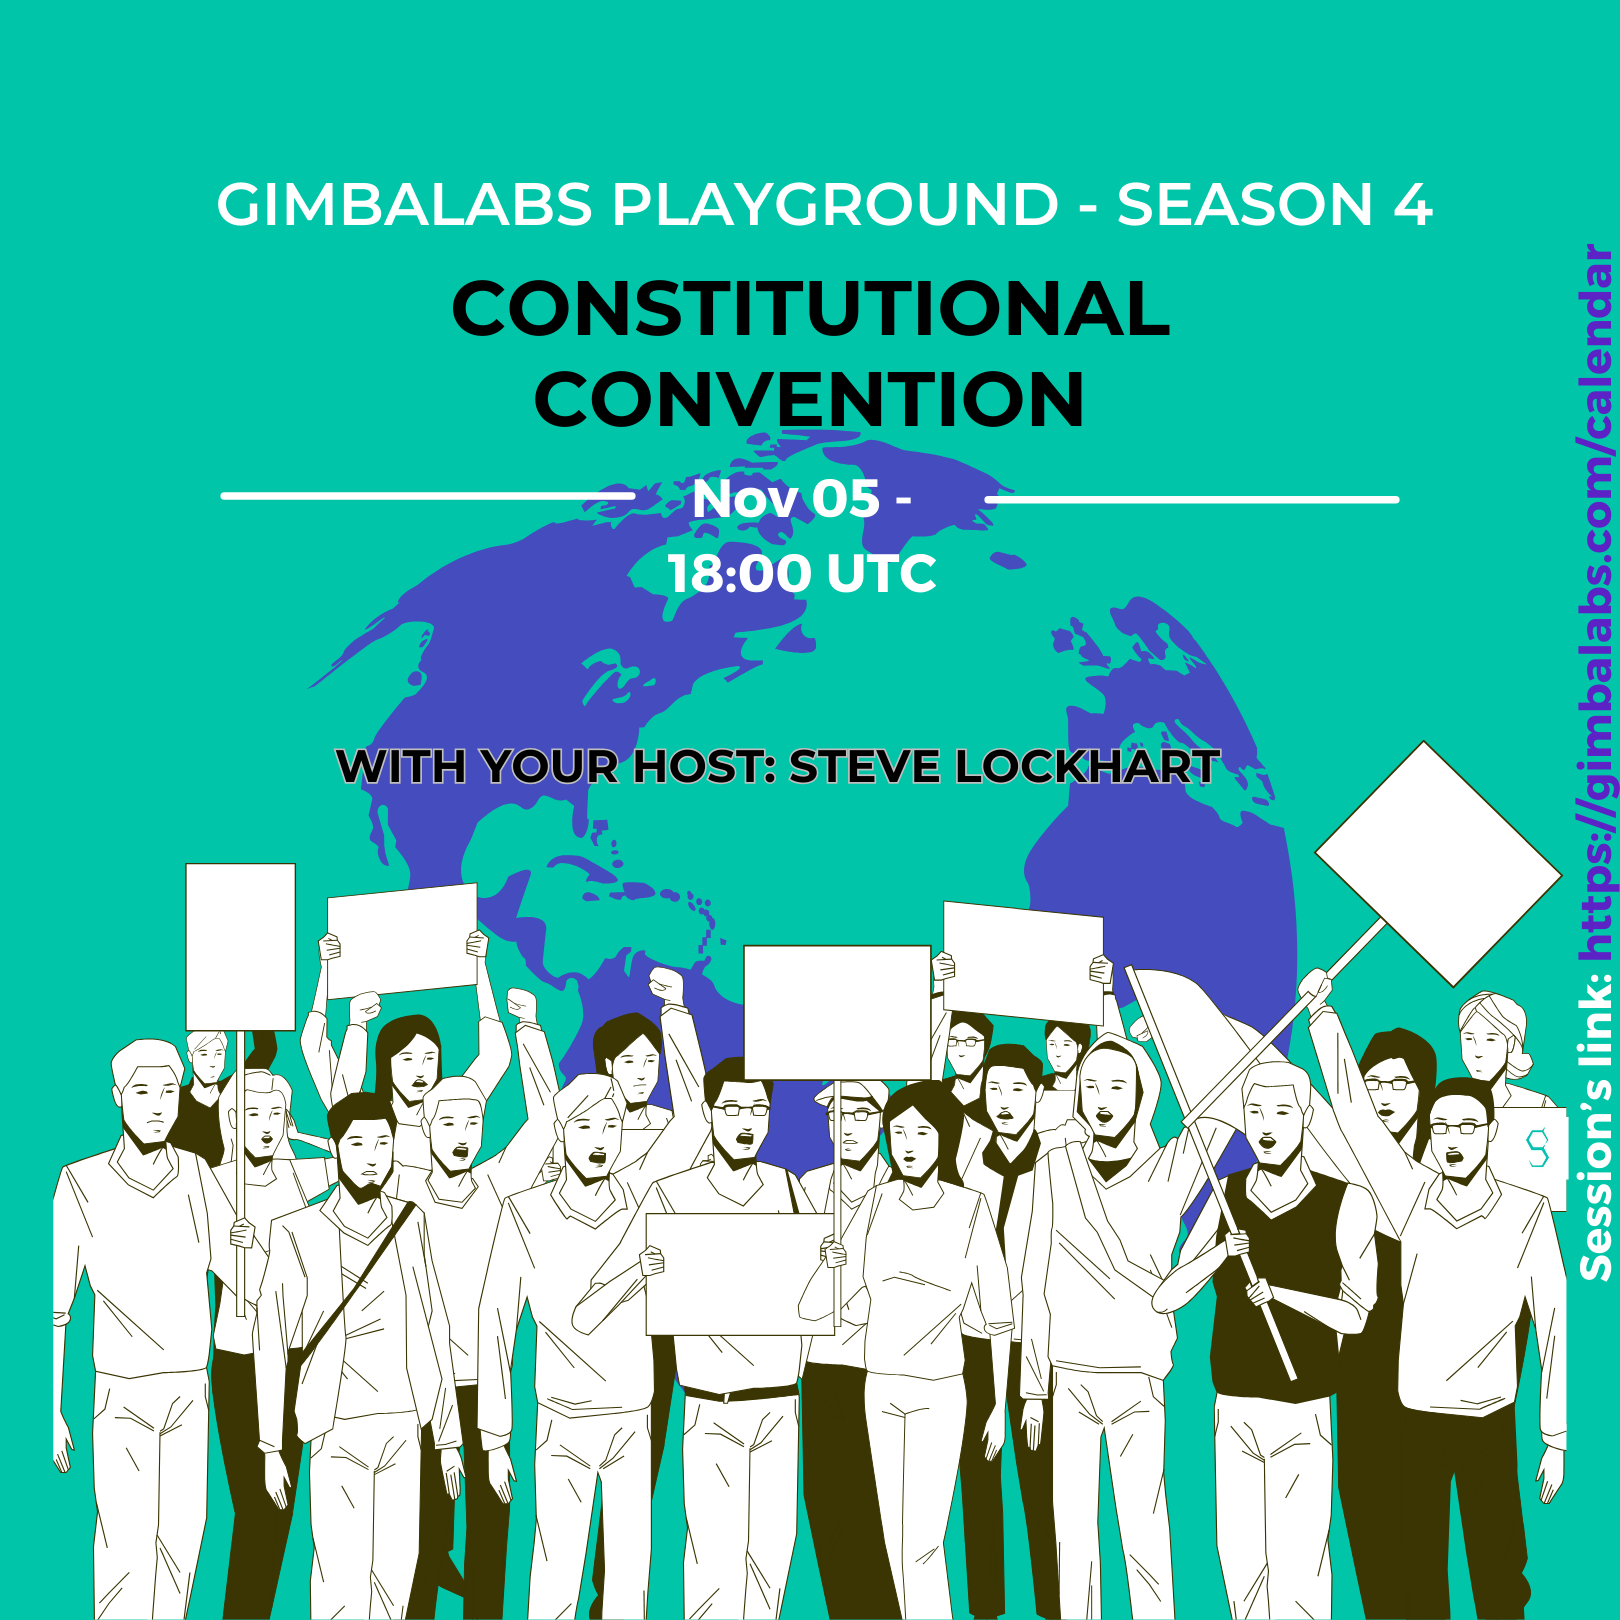 GIMBALABS PLAYGROUND - SEASON 4
CONSTITUTIONAL
CONVENTION
Nov 05 -
18:00 UTC
WITH YOUR HOST: STEVE LOCKHART
Session's link: https://gimbalabs.com/calendar